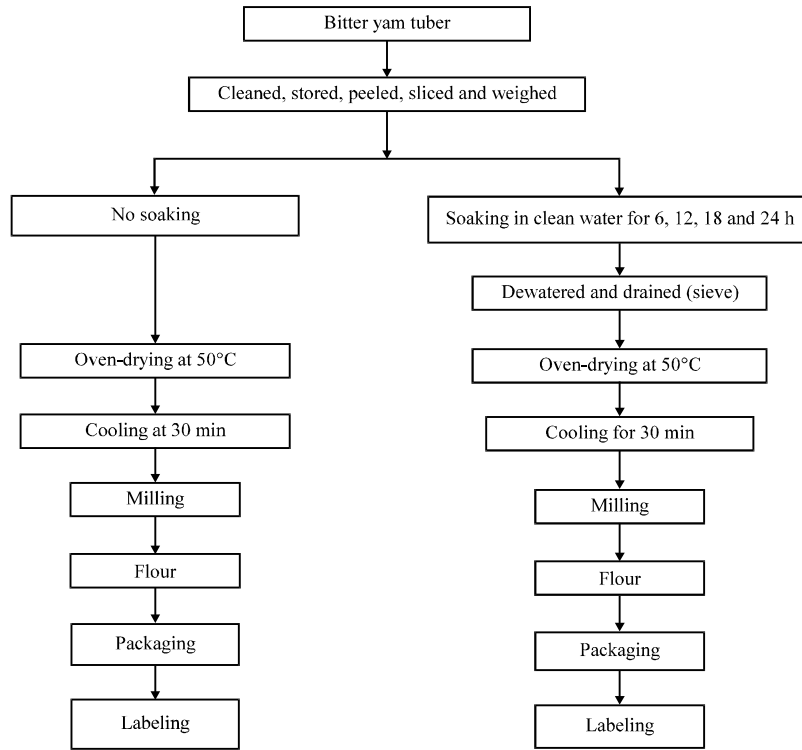 Bitter yam tuber
Cleaned, stored, peeled, sliced and weighed
No soaking
Oven-drying at 50°C
Cooling at 30 min
Milling
Flour
Packaging
Labeling
Soaking in clean water for 6, 12, 18 and 24 h
Dewatered and drained (sieve)
Oven-drying at 50°C
Cooling for 30 min
Milling
Flour
Packaging
Labeling